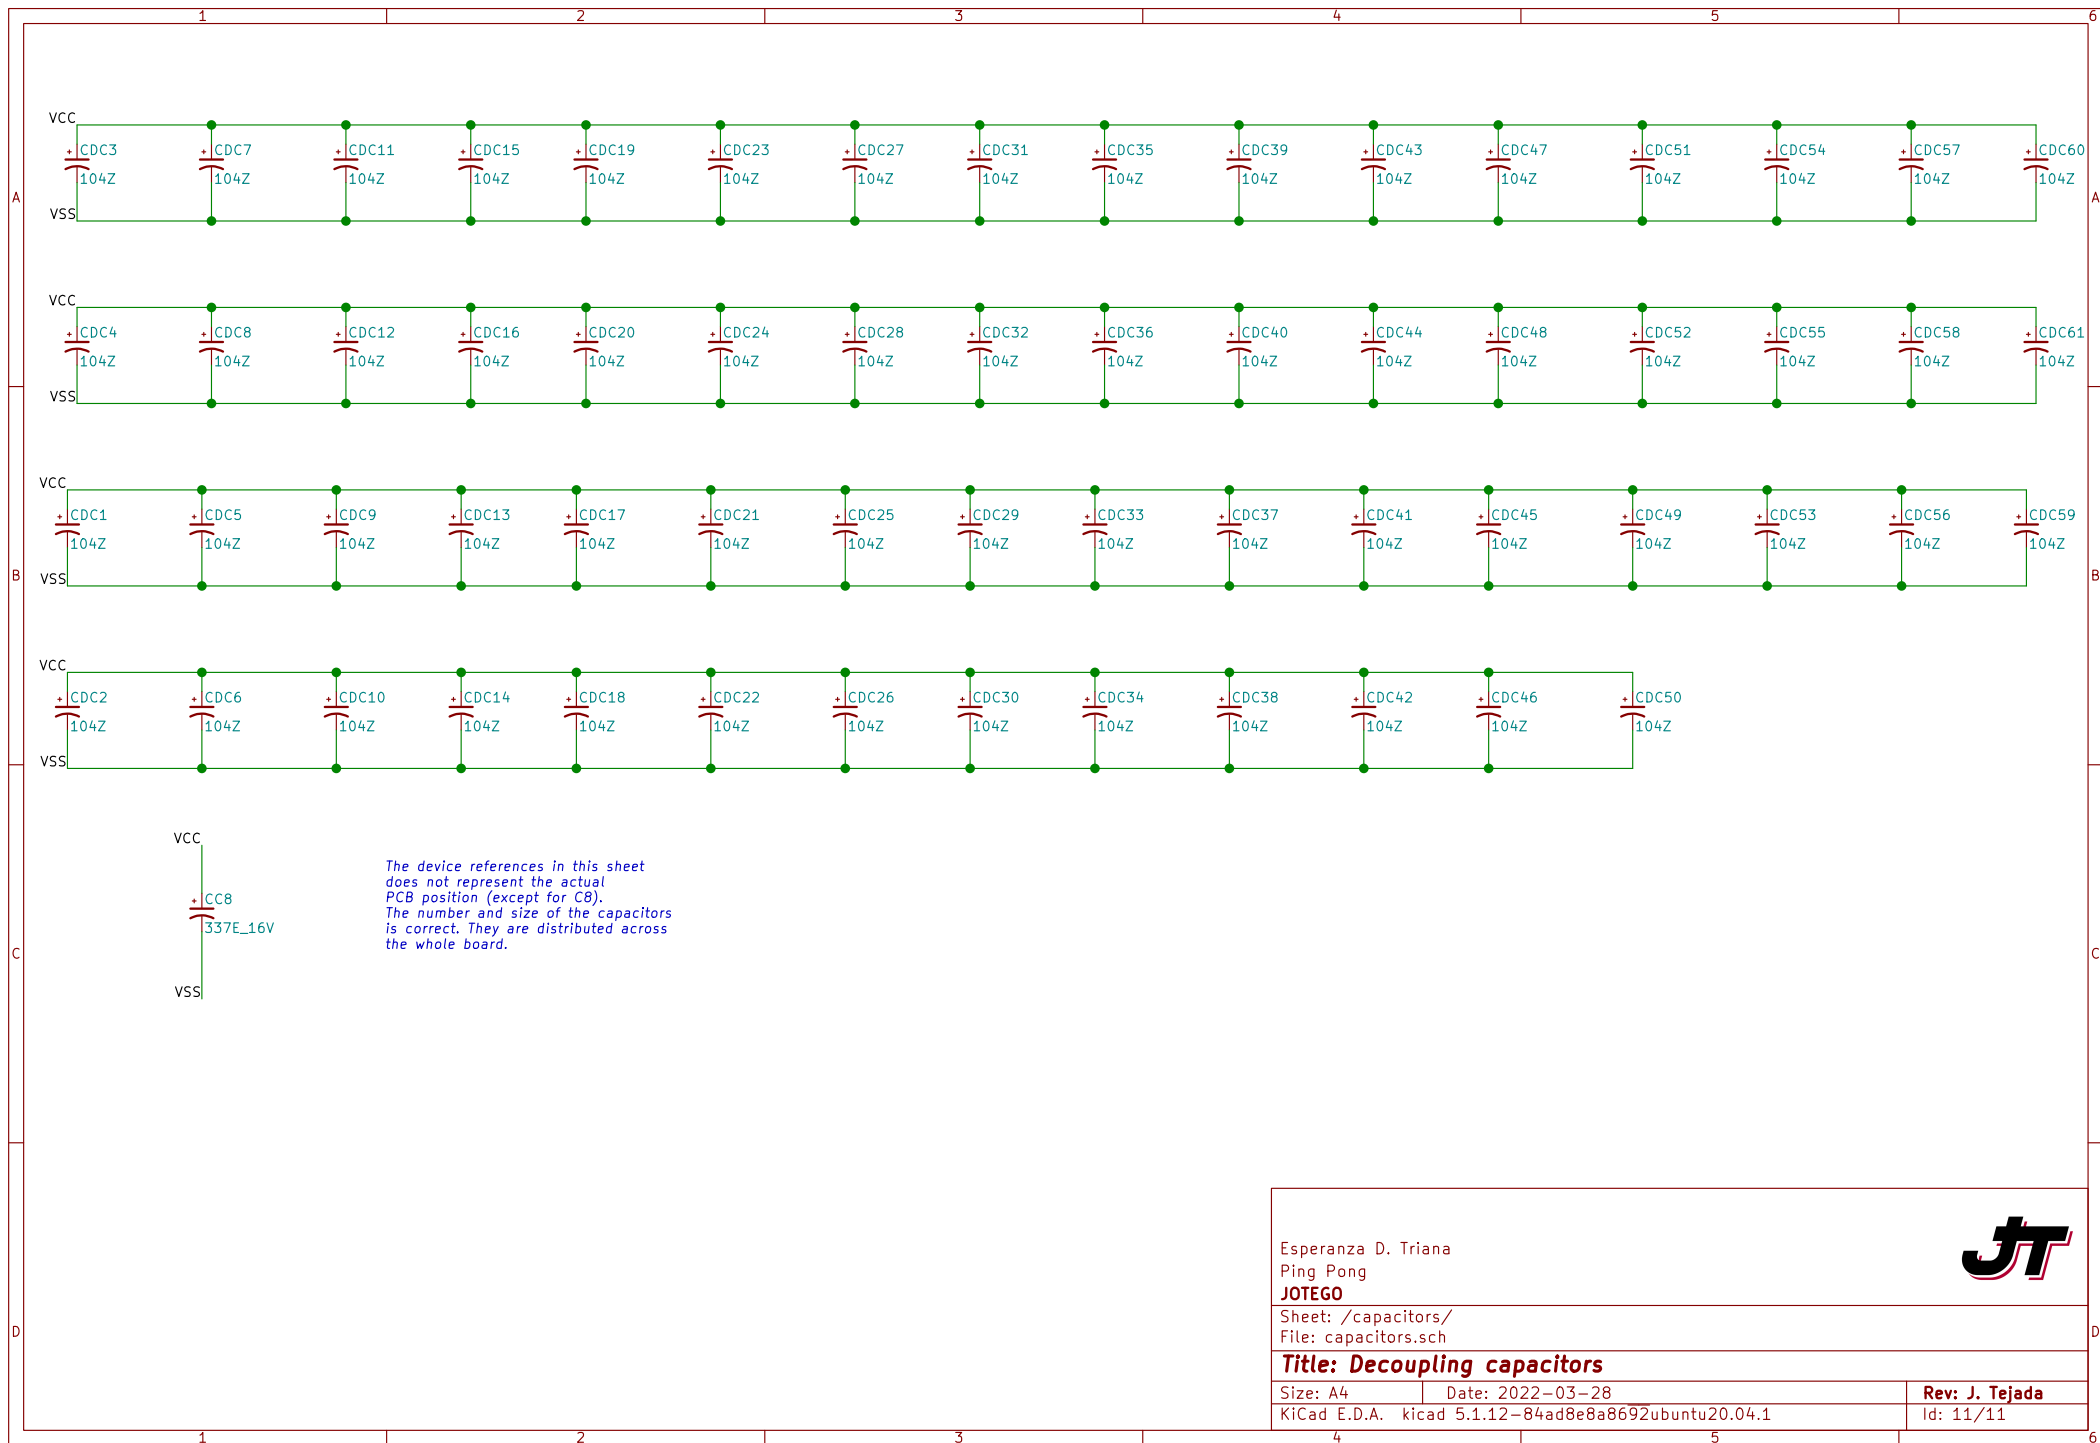 1 2 3 4 5 6
VCC
CDC3 CDC7 CDC11 CDC15 CDC19 CDC23 CDC27 CDC31 CDC35 CDC39 CDC43 CDC47 CDC51 CDC54 CDC57 CDC60
104Z 104Z 104Z 104Z 104Z 104Z 104Z 104Z 104Z 104Z 104Z 104Z 104Z 104Z 104Z 104Z
A A
VSS
VCC
CDC4 CDC8 CDC12 CDC16 CDC20 CDC24 CDC28 CDC32 CDC36 CDC40 CDC44 CDC48 CDC52 CDC55 CDC58 CDC61
104Z 104Z 104Z 104Z 104Z 104Z 104Z 104Z 104Z 104Z 104Z 104Z 104Z 104Z 104Z 104Z
VSS
VCC
CDC1 CDC5 CDC9 CDC13 CDC17 CDC21 CDC25 CDC29 CDC33 CDC37 CDC41 CDC45 CDC49 CDC53 CDC56 CDC59
104Z 104Z 104Z 104Z 104Z 104Z 104Z 104Z 104Z 104Z 104Z 104Z 104Z 104Z 104Z 104Z
B B
VSS
VCC
CDC2 CDC6 CDC10 CDC14 CDC18 CDC22 CDC26 CDC30 CDC34 CDC38 CDC42 CDC46 CDC50
104Z 104Z 104Z 104Z 104Z 104Z 104Z 104Z 104Z 104Z 104Z 104Z 104Z
VSS
VCC
CC8
337E_16V
VSS
The device references in this sheet
does not represent the actual
PCB position (except for C8).
The number and size of the capacitors
is correct. They are distributed across
the whole board.
C C
Esperanza D. Triana
Ping Pong
JOTEGO
JT
Sheet: /capacitors/
File: capacitors.sch
D D
Title: Decoupling capacitors
Size: A4 Date: 2022-03-28 Rev: J. Tejada
KiCad E.D.A. kicad 5.1.12-84ad8e8a8692ubuntu20.04.1 Id: 11/11
1 2 3 4 5 6